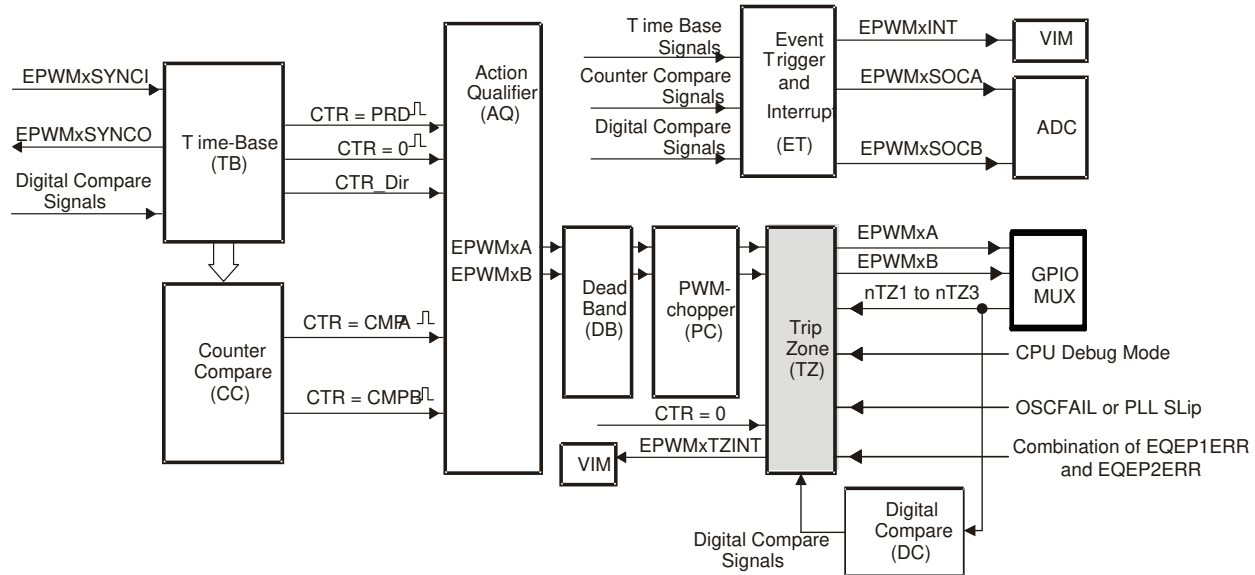 EPWMxSYNCI
EPWMxSYNCO
Digital Compare
Signals
Time-Base
(TB)
CTR = PRD
CTR = 0
CTR_Dir
Counter
Compare
(CC)
CTR = CMPA
CTR = CMPB
Action
Qualifier
(AQ)
EPWMxA
EPWMxB
Time Base
Signals
Counter Compare
Signals
Digital Compare
Signals
Event
Trigger
and
Interrupt
(ET)
EPWMxINT
EPWMxSOCA
EPWMxSOCB
VIM
ADC
Dead
Band
(DB)
PWM-
chopper
(PC)
Trip
Zone
(TZ)
EPWMxA
EPWMxB
nTZ1 to nTZ3
GPIO
MUX
CPU Debug Mode
OSCFAIL or PLL SLip
Combination of EQEP1ERR
and EQEP2ERR
CTR = 0
EPWMxTZINT
VIM
Digital Compare
Signals
Digital
Compare
(DC)